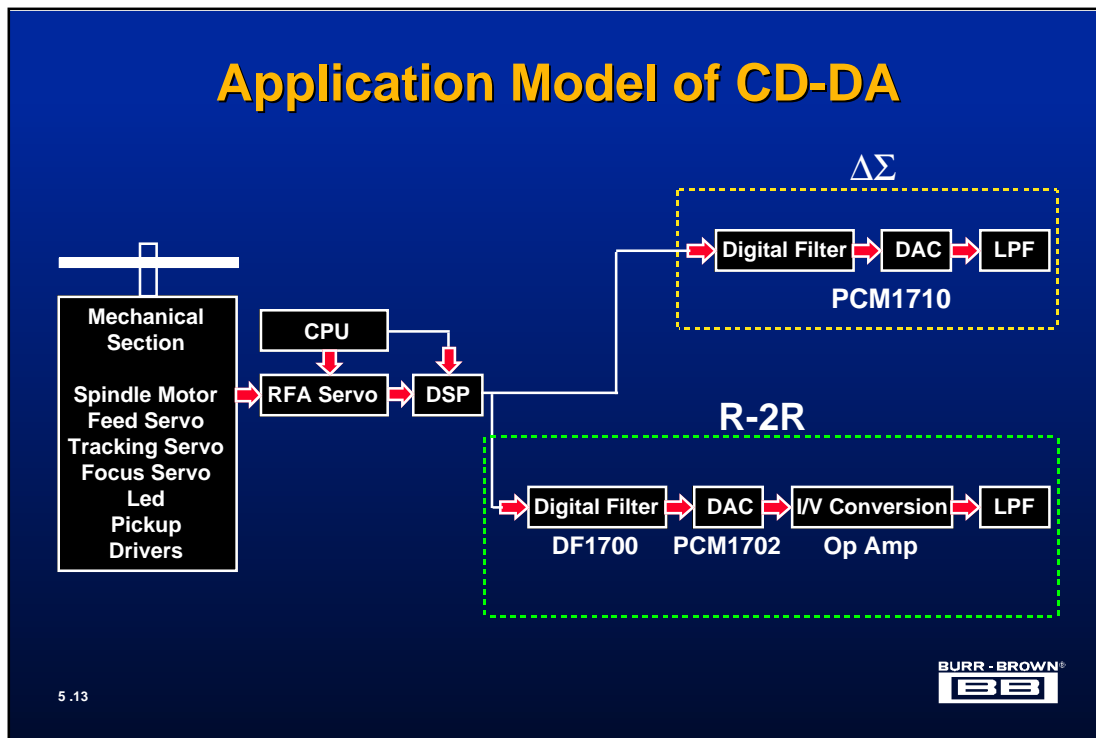 Application Model of CD-DA
ΔΣ
Digital Filter
DAC
LPF
PCM1710
Mechanical
Section
Spindle Motor
Feed Servo
Tracking Servo
Focus Servo
Led
Pickup
Drivers
CPU
RFA Servo
DSP
R-2R
Digital Filter
DAC
I/V Conversion
LPF
DF1700
PCM1702
Op Amp
5 .13
BURR - BROWN®
BB